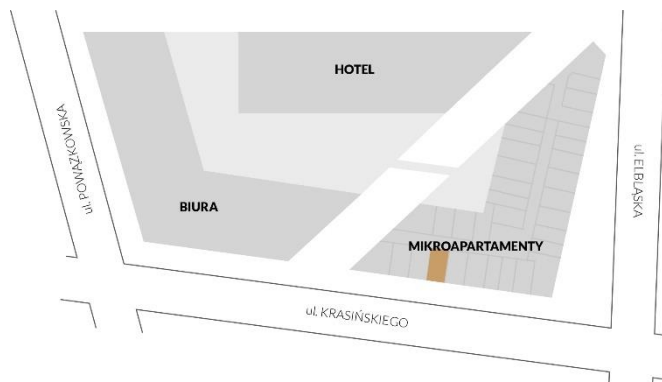 HOTEL
ul. POWĄZKOWSKA
ul. ELBLĄSKA
BIURA
MIKROAPARTAMENTY
ul. KRASIŃSKIEGO